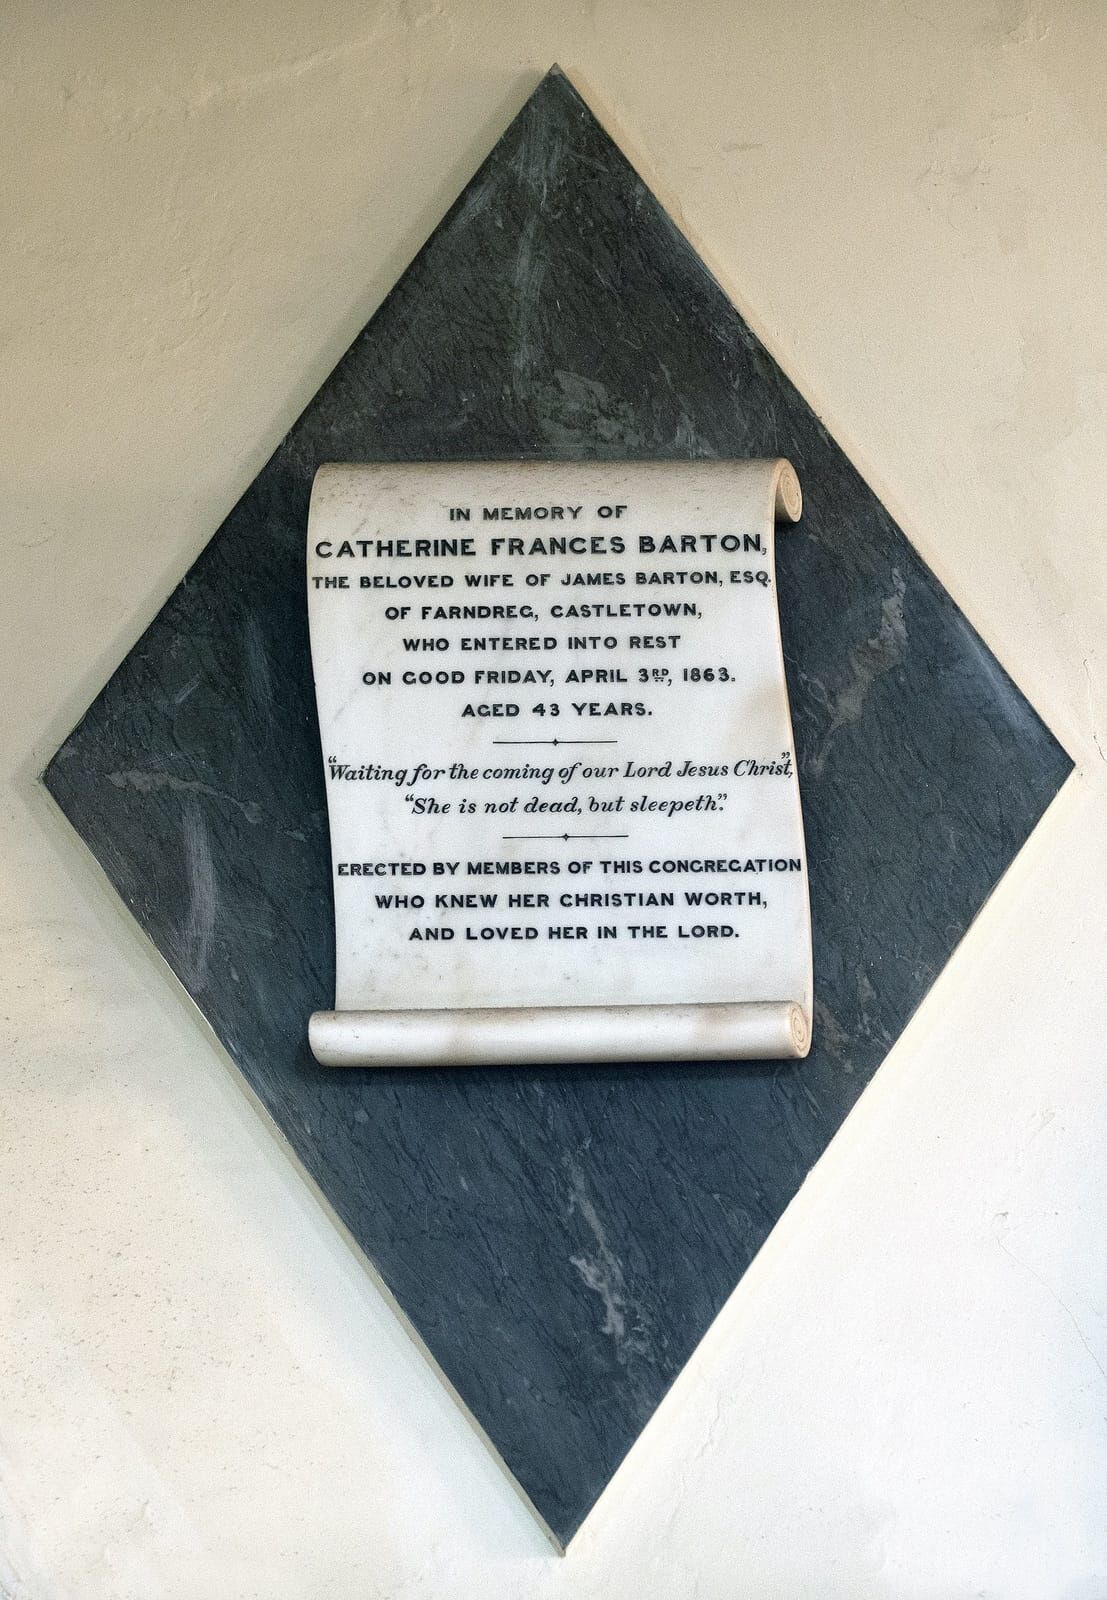 IN MEMORY OF
CATHERINE FRANCES BARTON,
THE BELOVED WIFE OF JAMES BARTON, ESQ.
OF FARNDREG, CASTLETOWN,
WHO ENTERED INTO REST
ON GOOD FRIDAY, APRIL 3RD, 1863.
AGED 43 YEARS.
"Waiting for the coming of our Lord Jesus Christ,"
"She is not dead, but sleepeth."
ERECTED BY MEMBERS OF THIS CONGREGATION
WHO KNEW HER CHRISTIAN WORTH,
AND LOVED HER IN THE LORD.